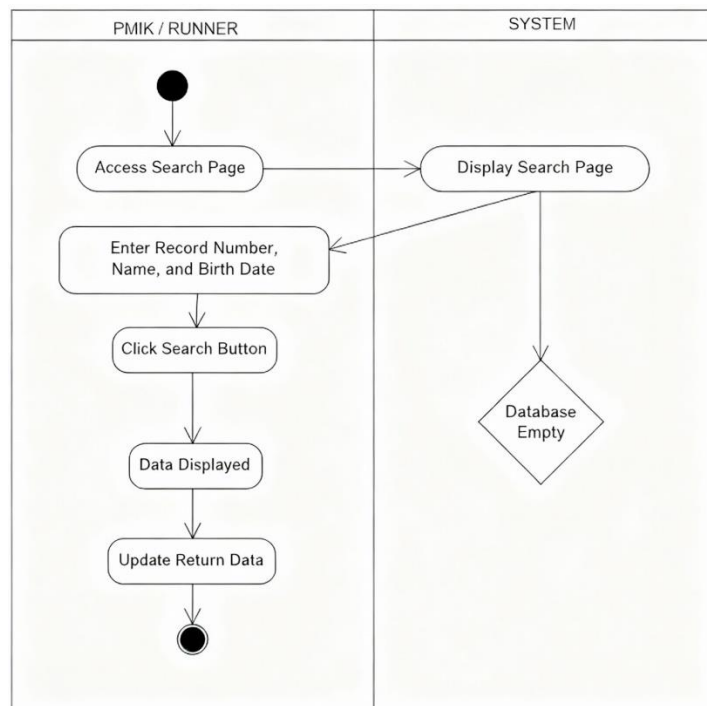 PMIK / RUNNER
SYSTEM
Access Search Page
Display Search Page
Enter Record Number,
Name, and Birth Date
Click Search Button
Database
Empty
Data Displayed
Update Return Data